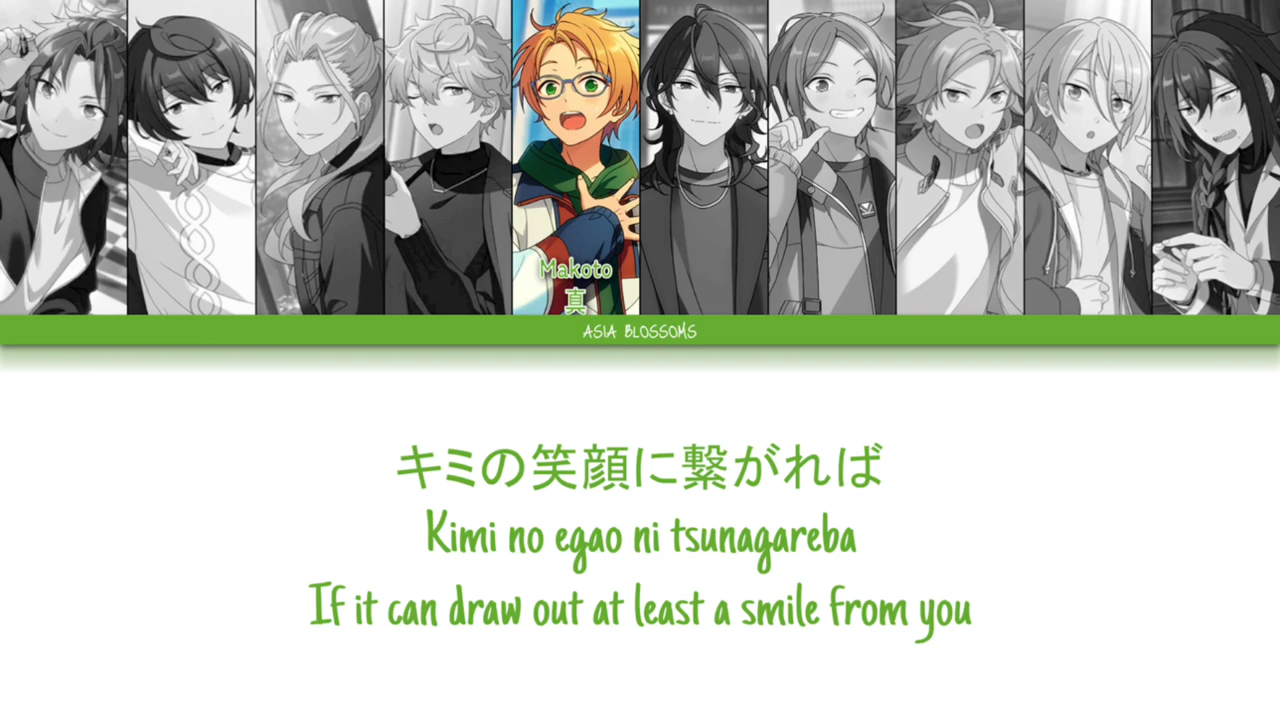 Makoto
真
ASIA BLOSSOMS
キミの笑顔に繋がれば
Kimi no egao ni tsunagareba
If it can draw out at least a smile from you